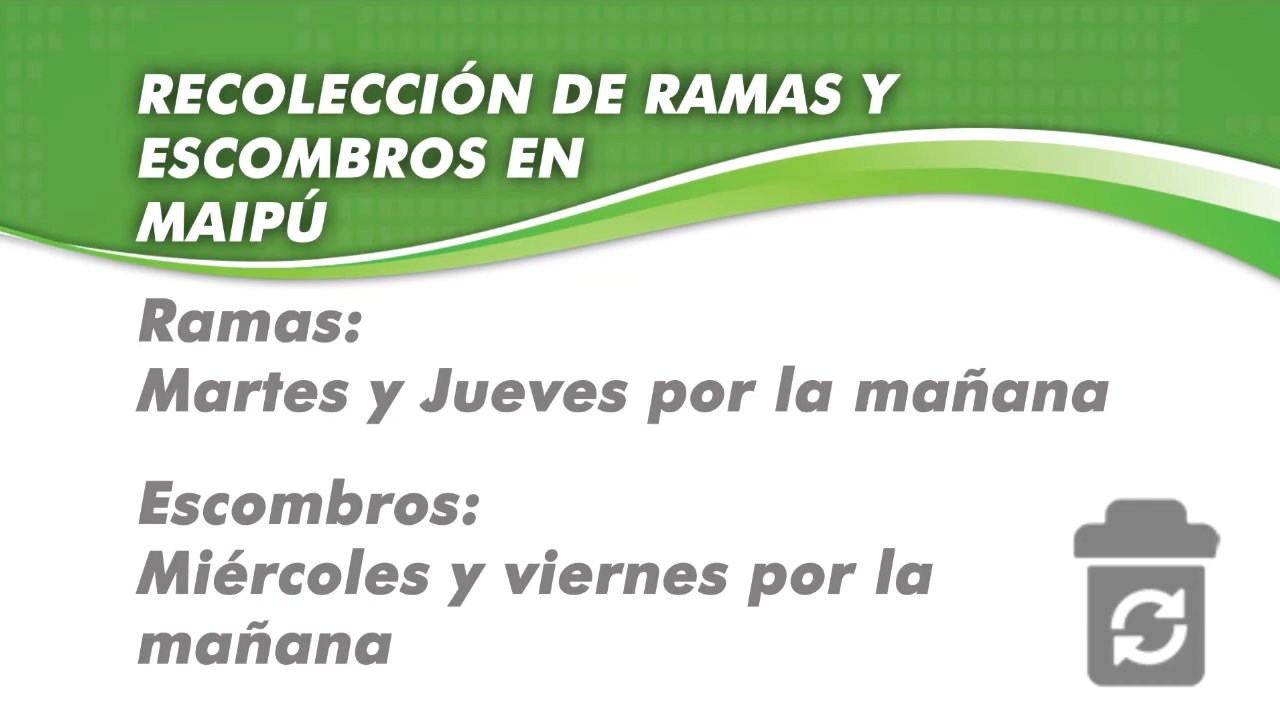 RECOLECCIÓN DE RAMAS Y
ESCOMBROS EN
MAIPÚ
Ramas:
Martes y Jueves por la mañana
Escombros:
Miércoles y viernes por la
mañana